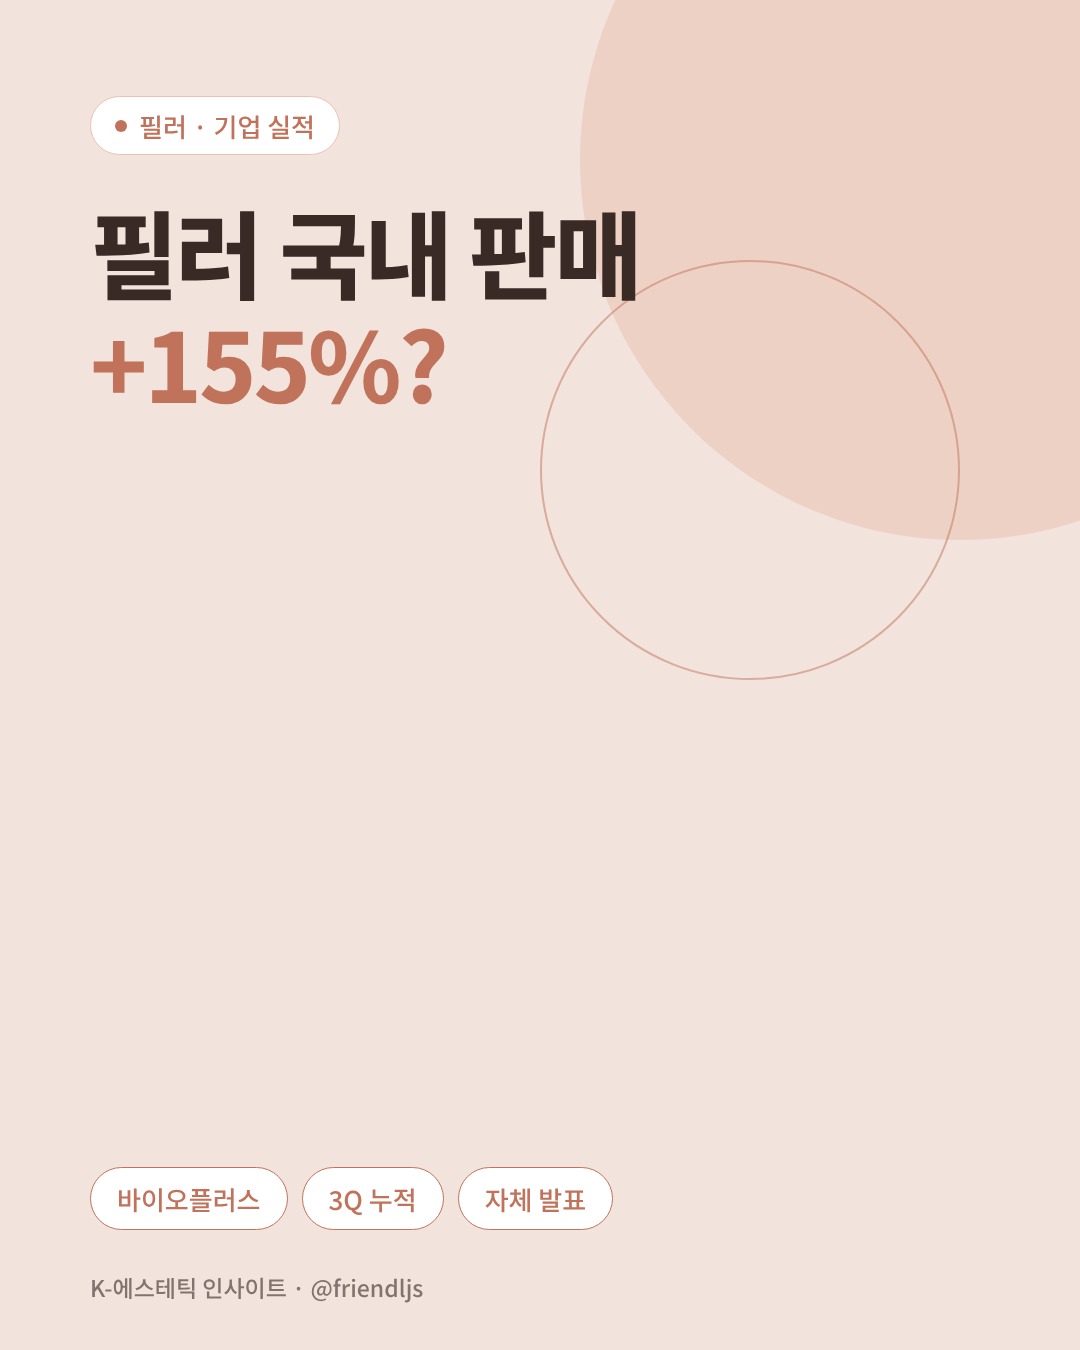 필러 · 기업 실적
필러 국내 판매
+155%?
바이오플러스
3Q 누적
자체 발표
K-에스테틱 인사이트 · @friendljs